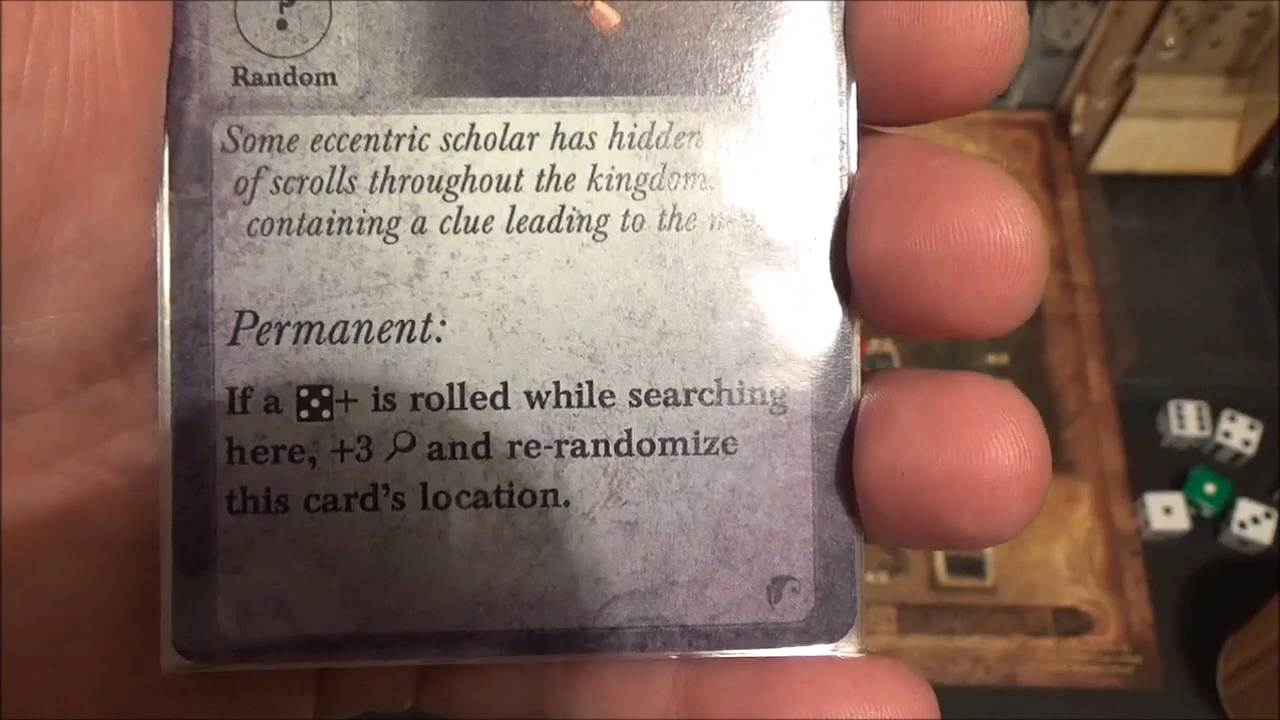 ?
Random
Some eccentric scholar has hidden
of scrolls throughout the kingdom,
containing a clue leading to the
Permanent:
If a ⚄+ is rolled while searching
here, +3 and re-randomize
this card's location.